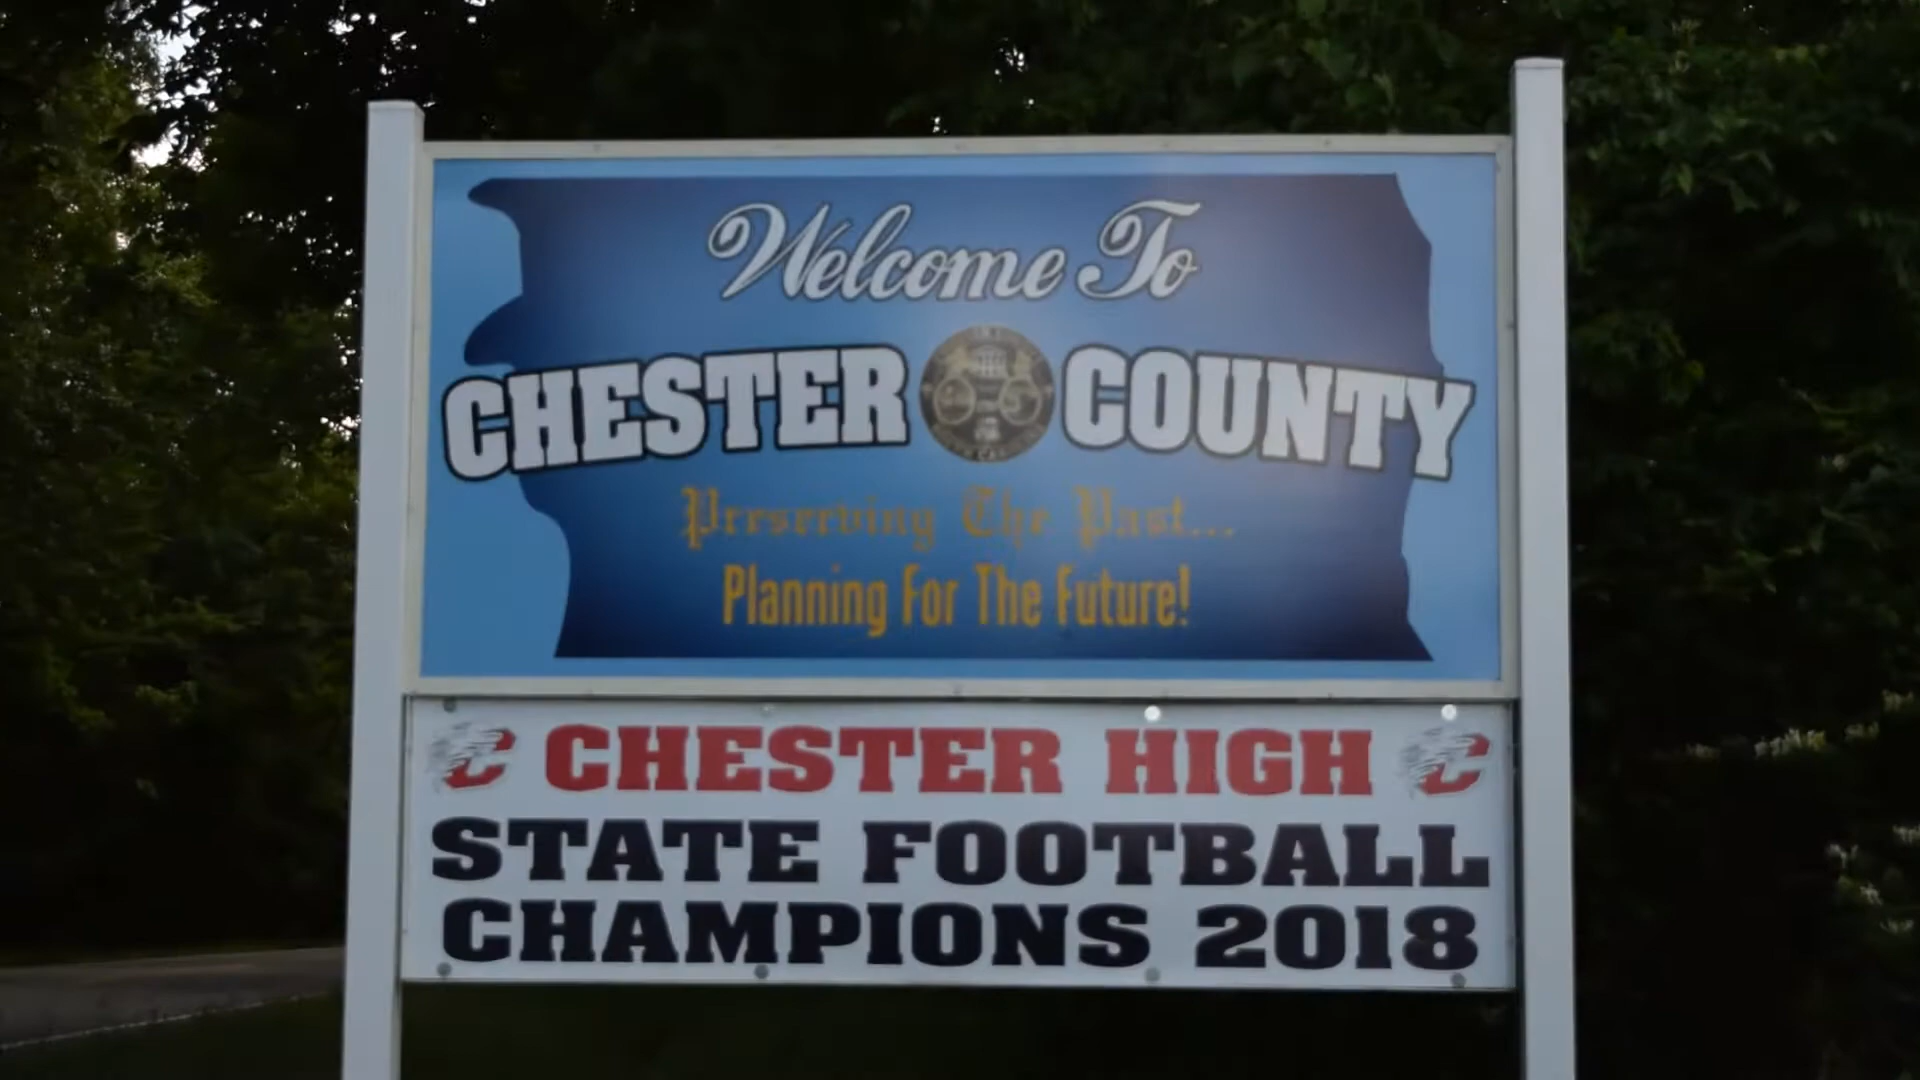 Welcome To
CHESTER COUNTY
Preserving The Past...
Planning For The Future!
C CHESTER HIGH C
STATE FOOTBALL
CHAMPIONS 2018